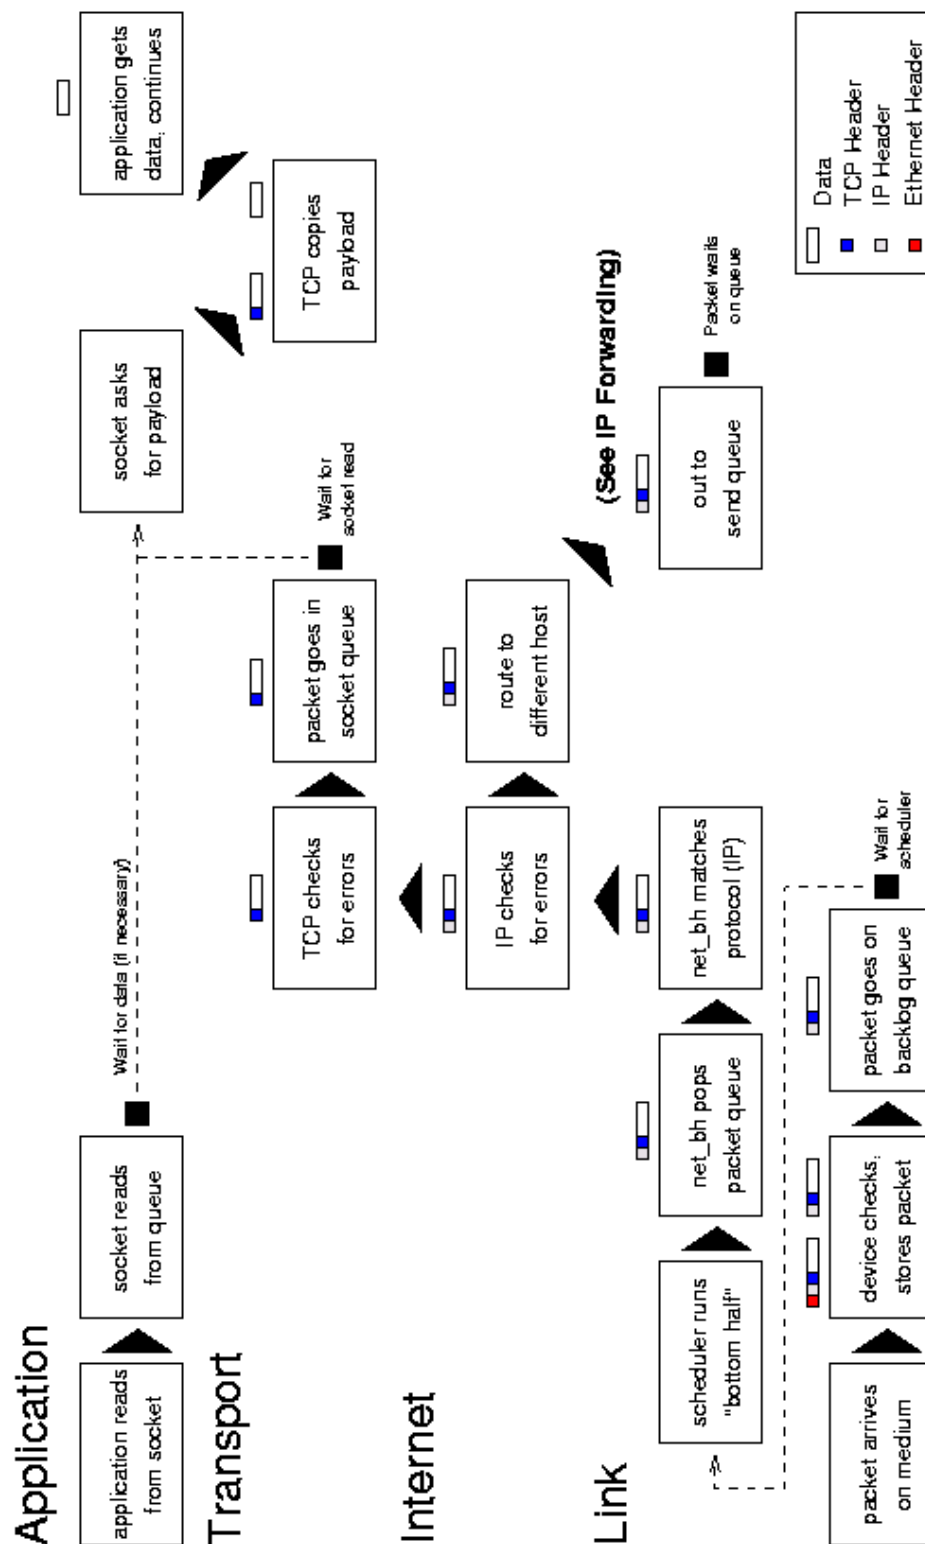 Application
application reads
from socket
socket reads
from queue
Wait for data (if necessary)
socket asks
for payload
application gets
data, continues
Transport
TCP checks
for errors
packet goes in
socket queue
Wait for
socket read
TCP copies
payload
Internet
IP checks
for errors
route to
different host
(See IP Forwarding)
Link
scheduler runs
"bottom half"
net_bh pops
packet queue
net_bh matches
protocol (IP)
out to
send queue
Packet waits
on queue
packet arrives
on medium
device checks,
stores packet
packet goes on
backlog queue
Wait for
scheduler
Data
TCP Header
IP Header
Ethernet Header